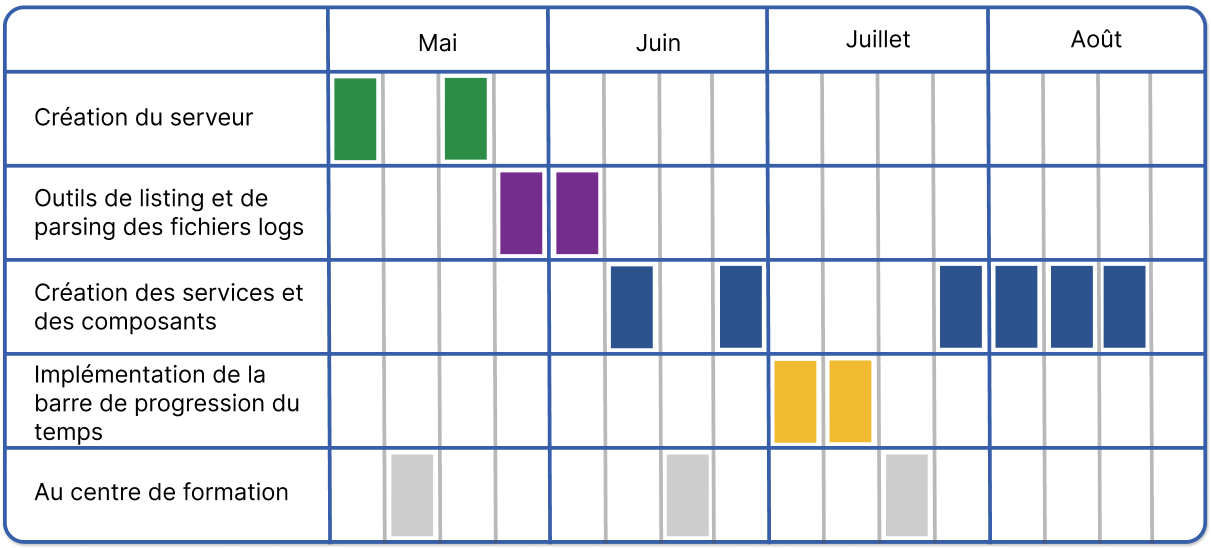 Mai
Juin
Juillet
Août
Création du serveur
Outils de listing et de
parsing des fichiers logs
Création des services et
des composants
Implémentation de la
barre de progression du
temps
Au centre de formation